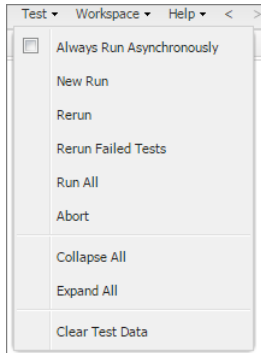 Test Workspace Help < >
Always Run Asynchronously
New Run
Rerun
Rerun Failed Tests
Run All
Abort
Collapse All
Expand All
Clear Test Data